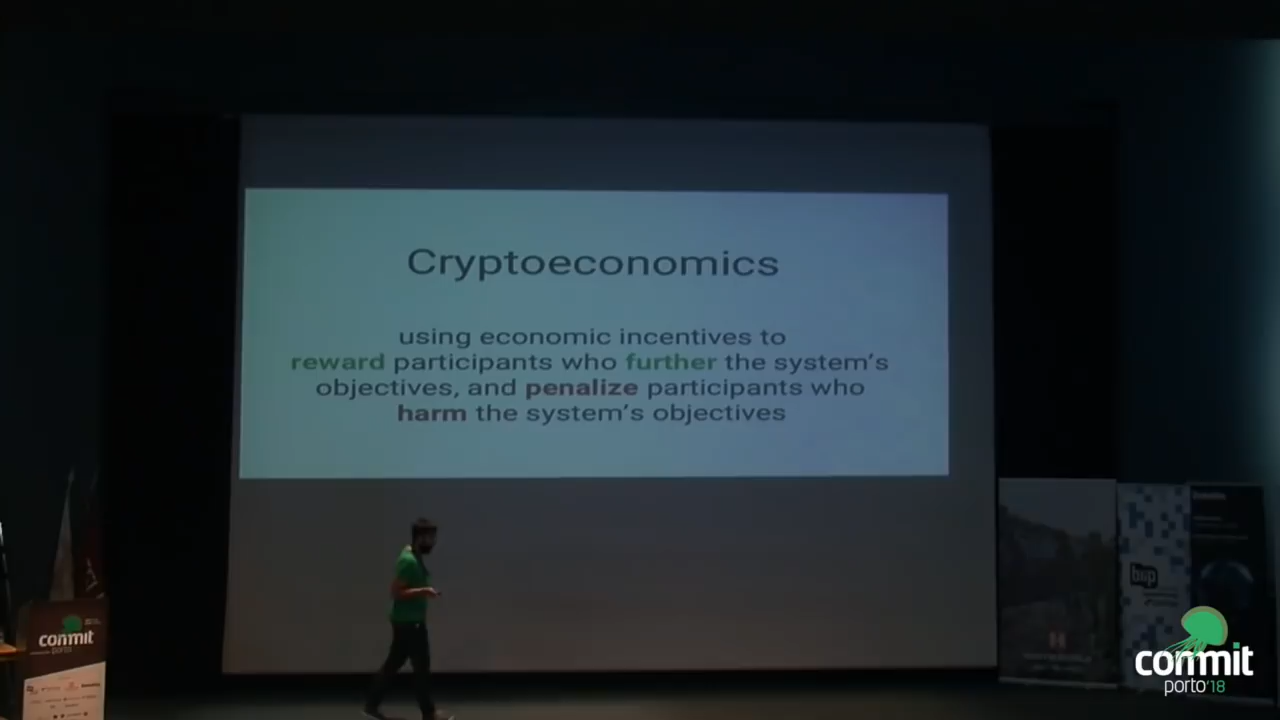 Cryptoeconomics
using economic incentives to
reward participants who further the system's
objectives, and penalize participants who
harm the system's objectives
commit
porto
biip
commit
porto'18